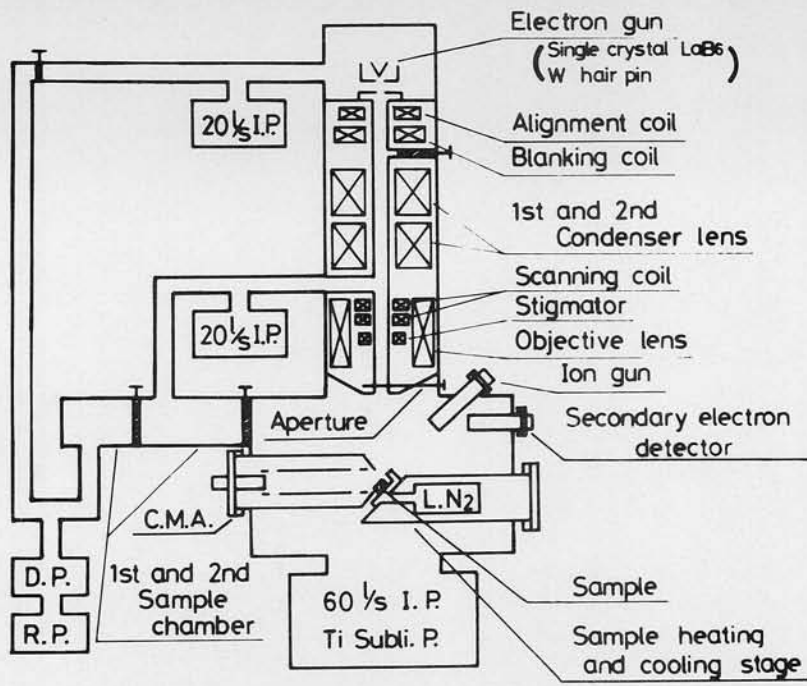 Electron gun
(Single crystal LaB6
W hair pin)
20 l/s I.P.
Alignment coil
Blanking coil
1st and 2nd
Condenser lens
Scanning coil
Stigmator
20 l/s I.P.
Objective lens
Ion gun
Aperture
Secondary electron
detector
L.N2
C.M.A.
D.P.
R.P.
1st and 2nd
Sample
chamber
60 l/s I.P.
Ti Subli.P.
Sample
Sample heating
and cooling stage